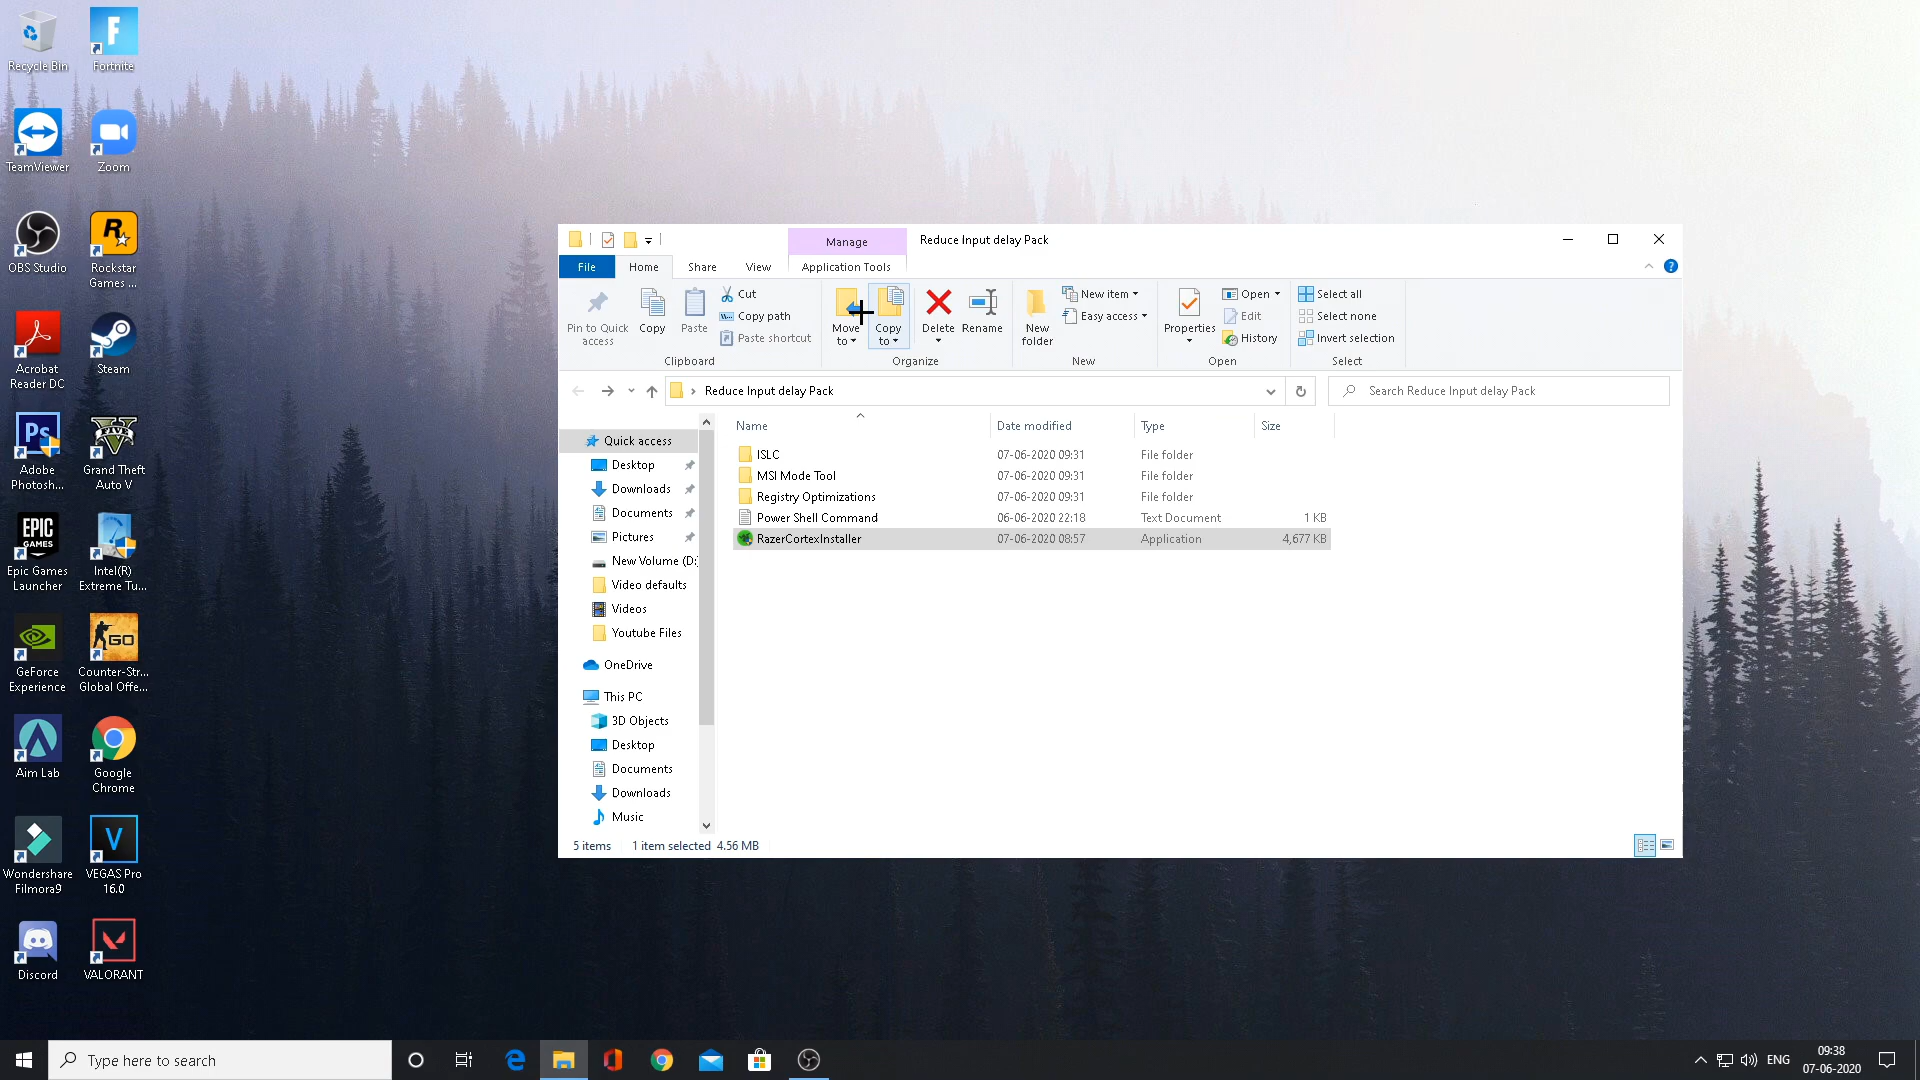 Recycle Bin
Fortnite
TeamViewer
Zoom
OBS Studio
Rockstar
Games ...
Acrobat
Reader DC
Steam
Adobe
Photosh...
Grand Theft
Auto V
Epic Games
Launcher
Intel(R)
Extreme Tu...
GeForce
Experience
Counter-Str...
Global Offe...
Aim Lab
Google
Chrome
Wondershare
Filmora9
VEGAS Pro
16.0
Discord
VALORANT
Manage
Reduce Input delay Pack
File
Home
Share
View
Application Tools
Pin to Quick
access
Copy
Paste
Cut
Copy path
Paste shortcut
Clipboard
Move
to
Copy
to
Delete
Rename
Organize
New
folder
New item
Easy access
New
Properties
Open
Edit
History
Open
Select all
Select none
Invert selection
Select
Reduce Input delay Pack
Search Reduce Input delay Pack
Name Date modified Type Size
ISLC 07-06-2020 09:31 File folder
MSI Mode Tool 07-06-2020 09:31 File folder
Registry Optimizations 07-06-2020 09:31 File folder
Power Shell Command 06-06-2020 22:18 Text Document 1 KB
RazerCortexInstaller 07-06-2020 08:57 Application 4,677 KB
Quick access
Desktop
Downloads
Documents
Pictures
New Volume (D:)
Video defaults
Videos
Youtube Files
OneDrive
This PC
3D Objects
Desktop
Documents
Downloads
Music
5 items 1 item selected 4.56 MB
Type here to search
ENG
09:38
07-06-2020